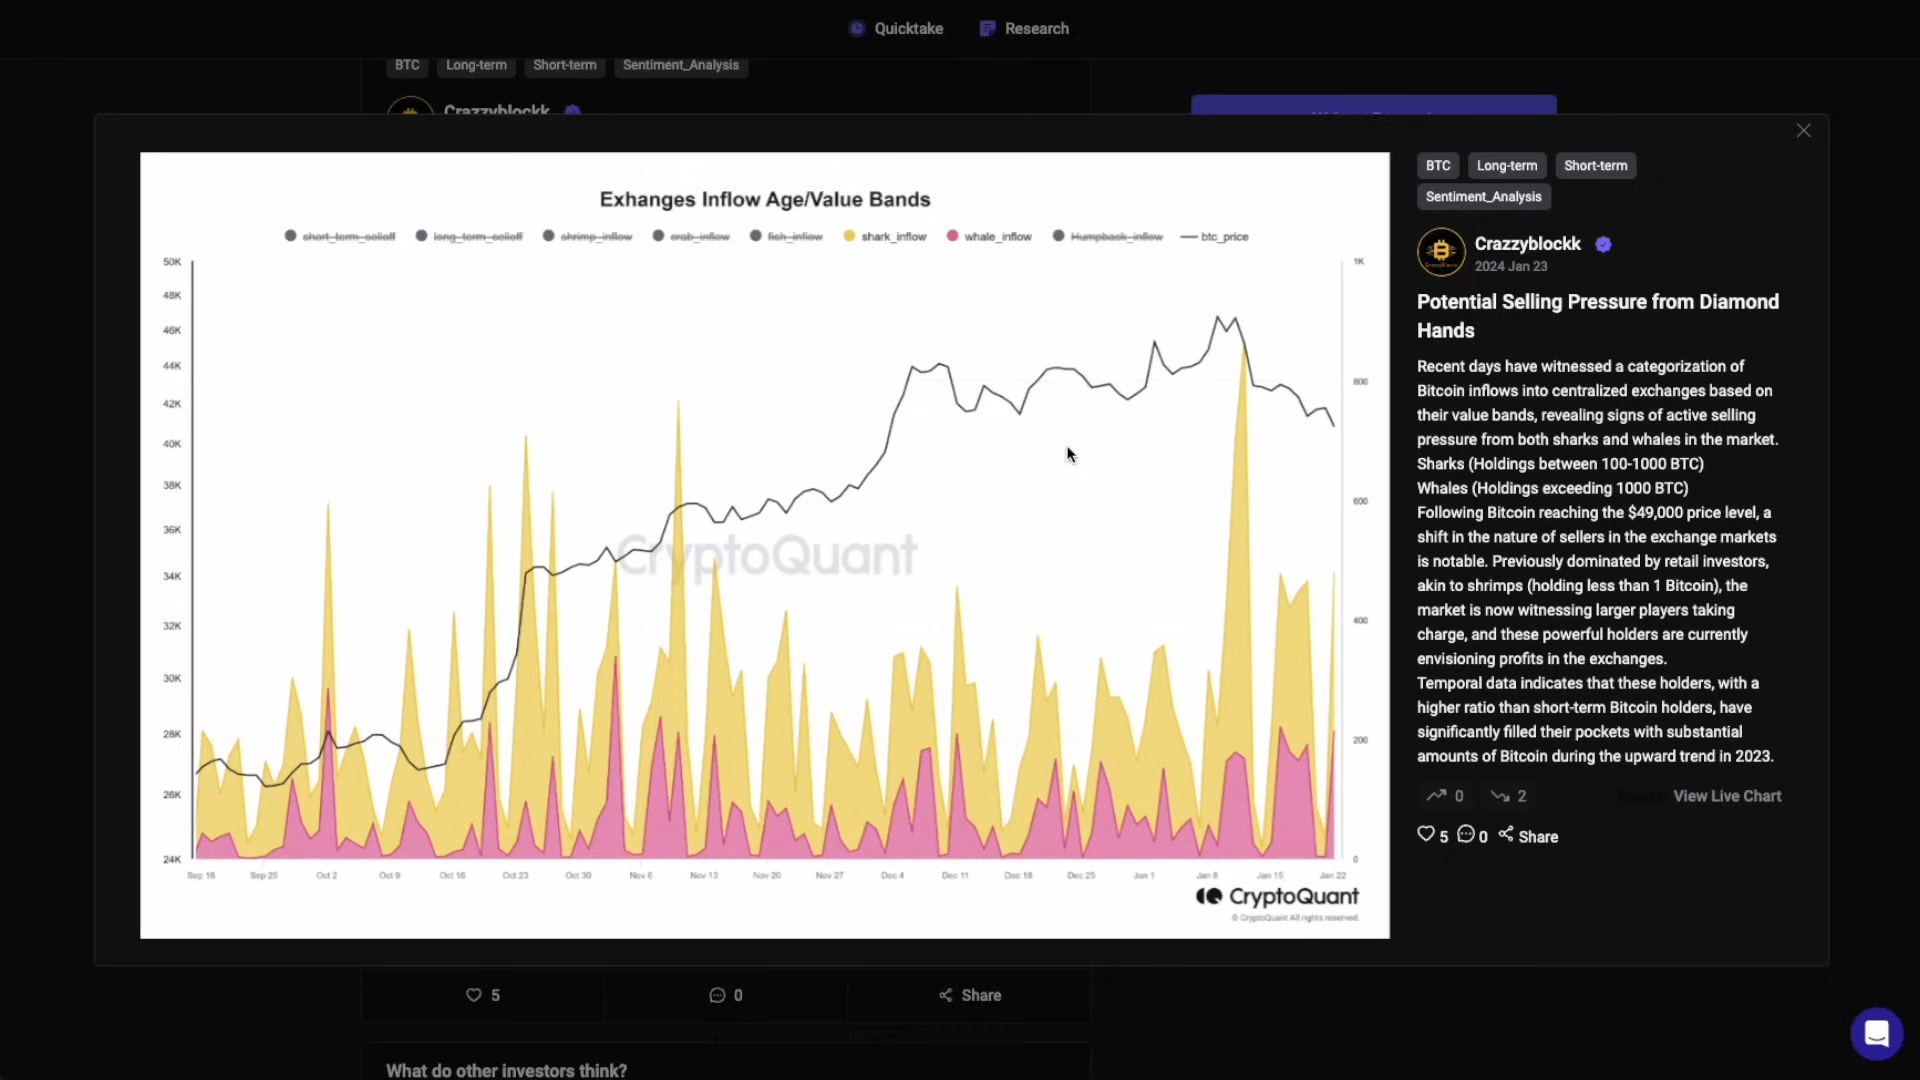 Quicktake
Research
BTC
Long-term
Short-term
Sentiment_Analysis
Crazzyblockk
Exhanges Inflow Age/Value Bands
short_term_selloff
long_term_selloff
shrimp_inflow
crab_inflow
fish_inflow
shark_inflow
whale_inflow
Humpback_inflow
btc_price
50K
48K
46K
44K
42K
40K
38K
36K
34K
32K
30K
28K
26K
24K
1K
800
600
400
200
0
CryptoQuant
Sep 18
Sep 25
Oct 2
Oct 9
Oct 16
Oct 23
Oct 30
Nov 6
Nov 13
Nov 20
Nov 27
Dec 4
Dec 11
Dec 18
Dec 25
Jan 1
Jan 8
Jan 15
Jan 22
CryptoQuant
© CryptoQuant All rights reserved.
BTC
Long-term
Short-term
Sentiment_Analysis
Crazzyblockk
2024 Jan 23
Potential Selling Pressure from Diamond
Hands
Recent days have witnessed a categorization of
Bitcoin inflows into centralized exchanges based on
their value bands, revealing signs of active selling
pressure from both sharks and whales in the market.
Sharks (Holdings between 100-1000 BTC)
Whales (Holdings exceeding 1000 BTC)
Following Bitcoin reaching the $49,000 price level, a
shift in the nature of sellers in the exchange markets
is notable. Previously dominated by retail investors,
akin to shrimps (holding less than 1 Bitcoin), the
market is now witnessing larger players taking
charge, and these powerful holders are currently
envisioning profits in the exchanges.
Temporal data indicates that these holders, with a
higher ratio than short-term Bitcoin holders, have
significantly filled their pockets with substantial
amounts of Bitcoin during the upward trend in 2023.
0
2
View Live Chart
5
0
Share
5
0
Share
What do other investors think?